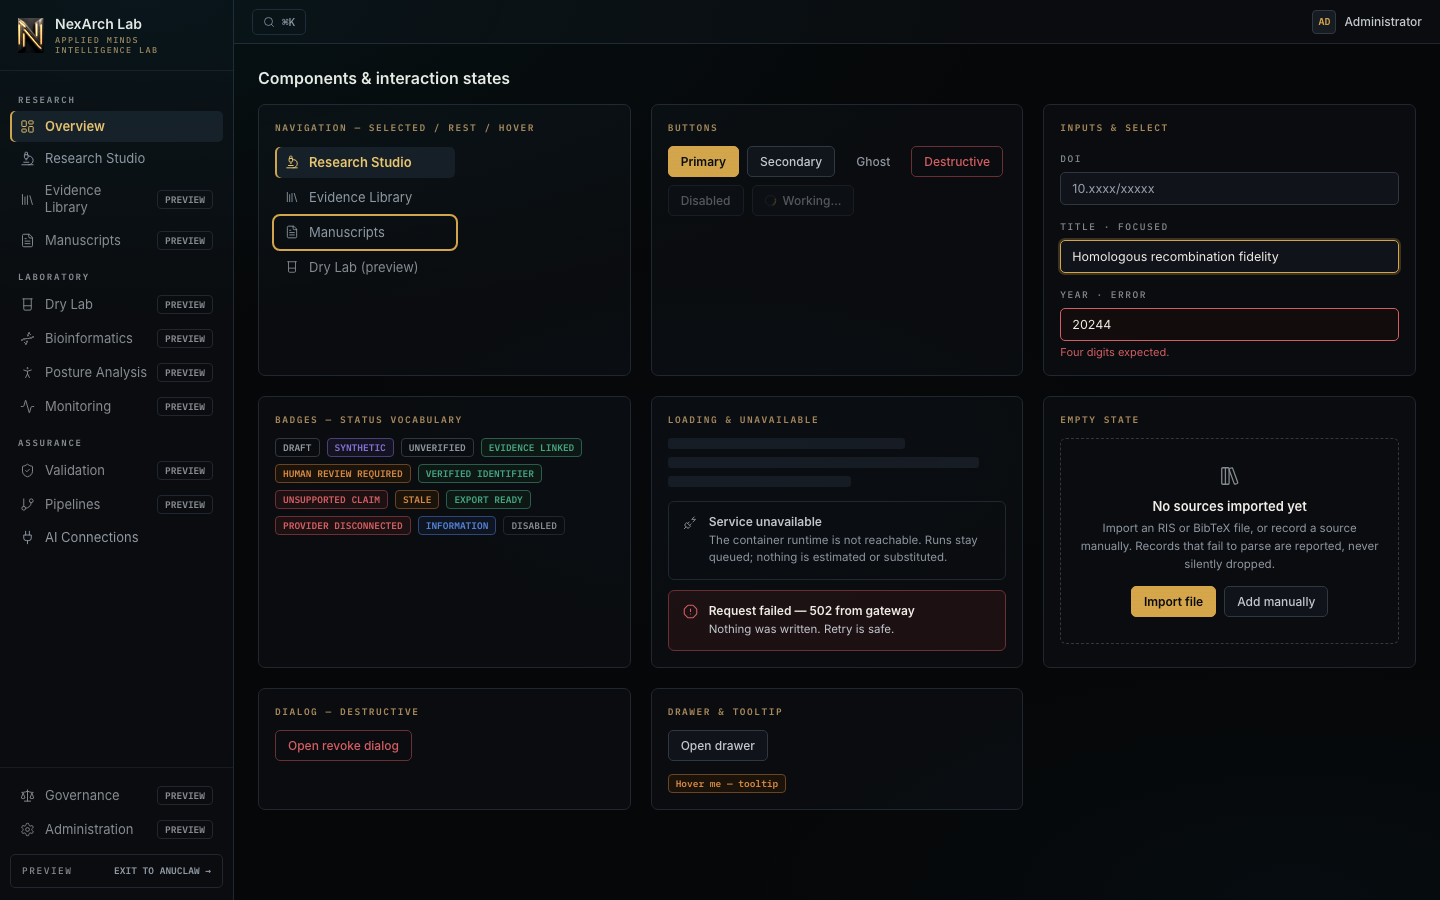 NexArch Lab
APPLIED MINDS
INTELLIGENCE LAB
RESEARCH
Overview
Research Studio
Evidence
Library
PREVIEW
Manuscripts
PREVIEW
LABORATORY
Dry Lab
PREVIEW
Bioinformatics
PREVIEW
Posture Analysis
PREVIEW
Monitoring
PREVIEW
ASSURANCE
Validation
PREVIEW
Pipelines
PREVIEW
AI Connections
Governance
PREVIEW
Administration
PREVIEW
PREVIEW
EXIT TO ANUCLAW →
⌘K
AD
Administrator
Components & interaction states
NAVIGATION — SELECTED / REST / HOVER
Research Studio
Evidence Library
Manuscripts
Dry Lab (preview)
BUTTONS
Primary
Secondary
Ghost
Destructive
Disabled
Working…
INPUTS & SELECT
DOI
10.xxxx/xxxxx
TITLE · FOCUSED
Homologous recombination fidelity
YEAR · ERROR
20244
Four digits expected.
BADGES — STATUS VOCABULARY
DRAFT
SYNTHETIC
UNVERIFIED
EVIDENCE LINKED
HUMAN REVIEW REQUIRED
VERIFIED IDENTIFIER
UNSUPPORTED CLAIM
STALE
EXPORT READY
PROVIDER DISCONNECTED
INFORMATION
DISABLED
LOADING & UNAVAILABLE
Service unavailable
The container runtime is not reachable. Runs stay
queued; nothing is estimated or substituted.
Request failed — 502 from gateway
Nothing was written. Retry is safe.
EMPTY STATE
No sources imported yet
Import an RIS or BibTeX file, or record a source
manually. Records that fail to parse are reported, never
silently dropped.
Import file
Add manually
DIALOG — DESTRUCTIVE
Open revoke dialog
DRAWER & TOOLTIP
Open drawer
Hover me — tooltip